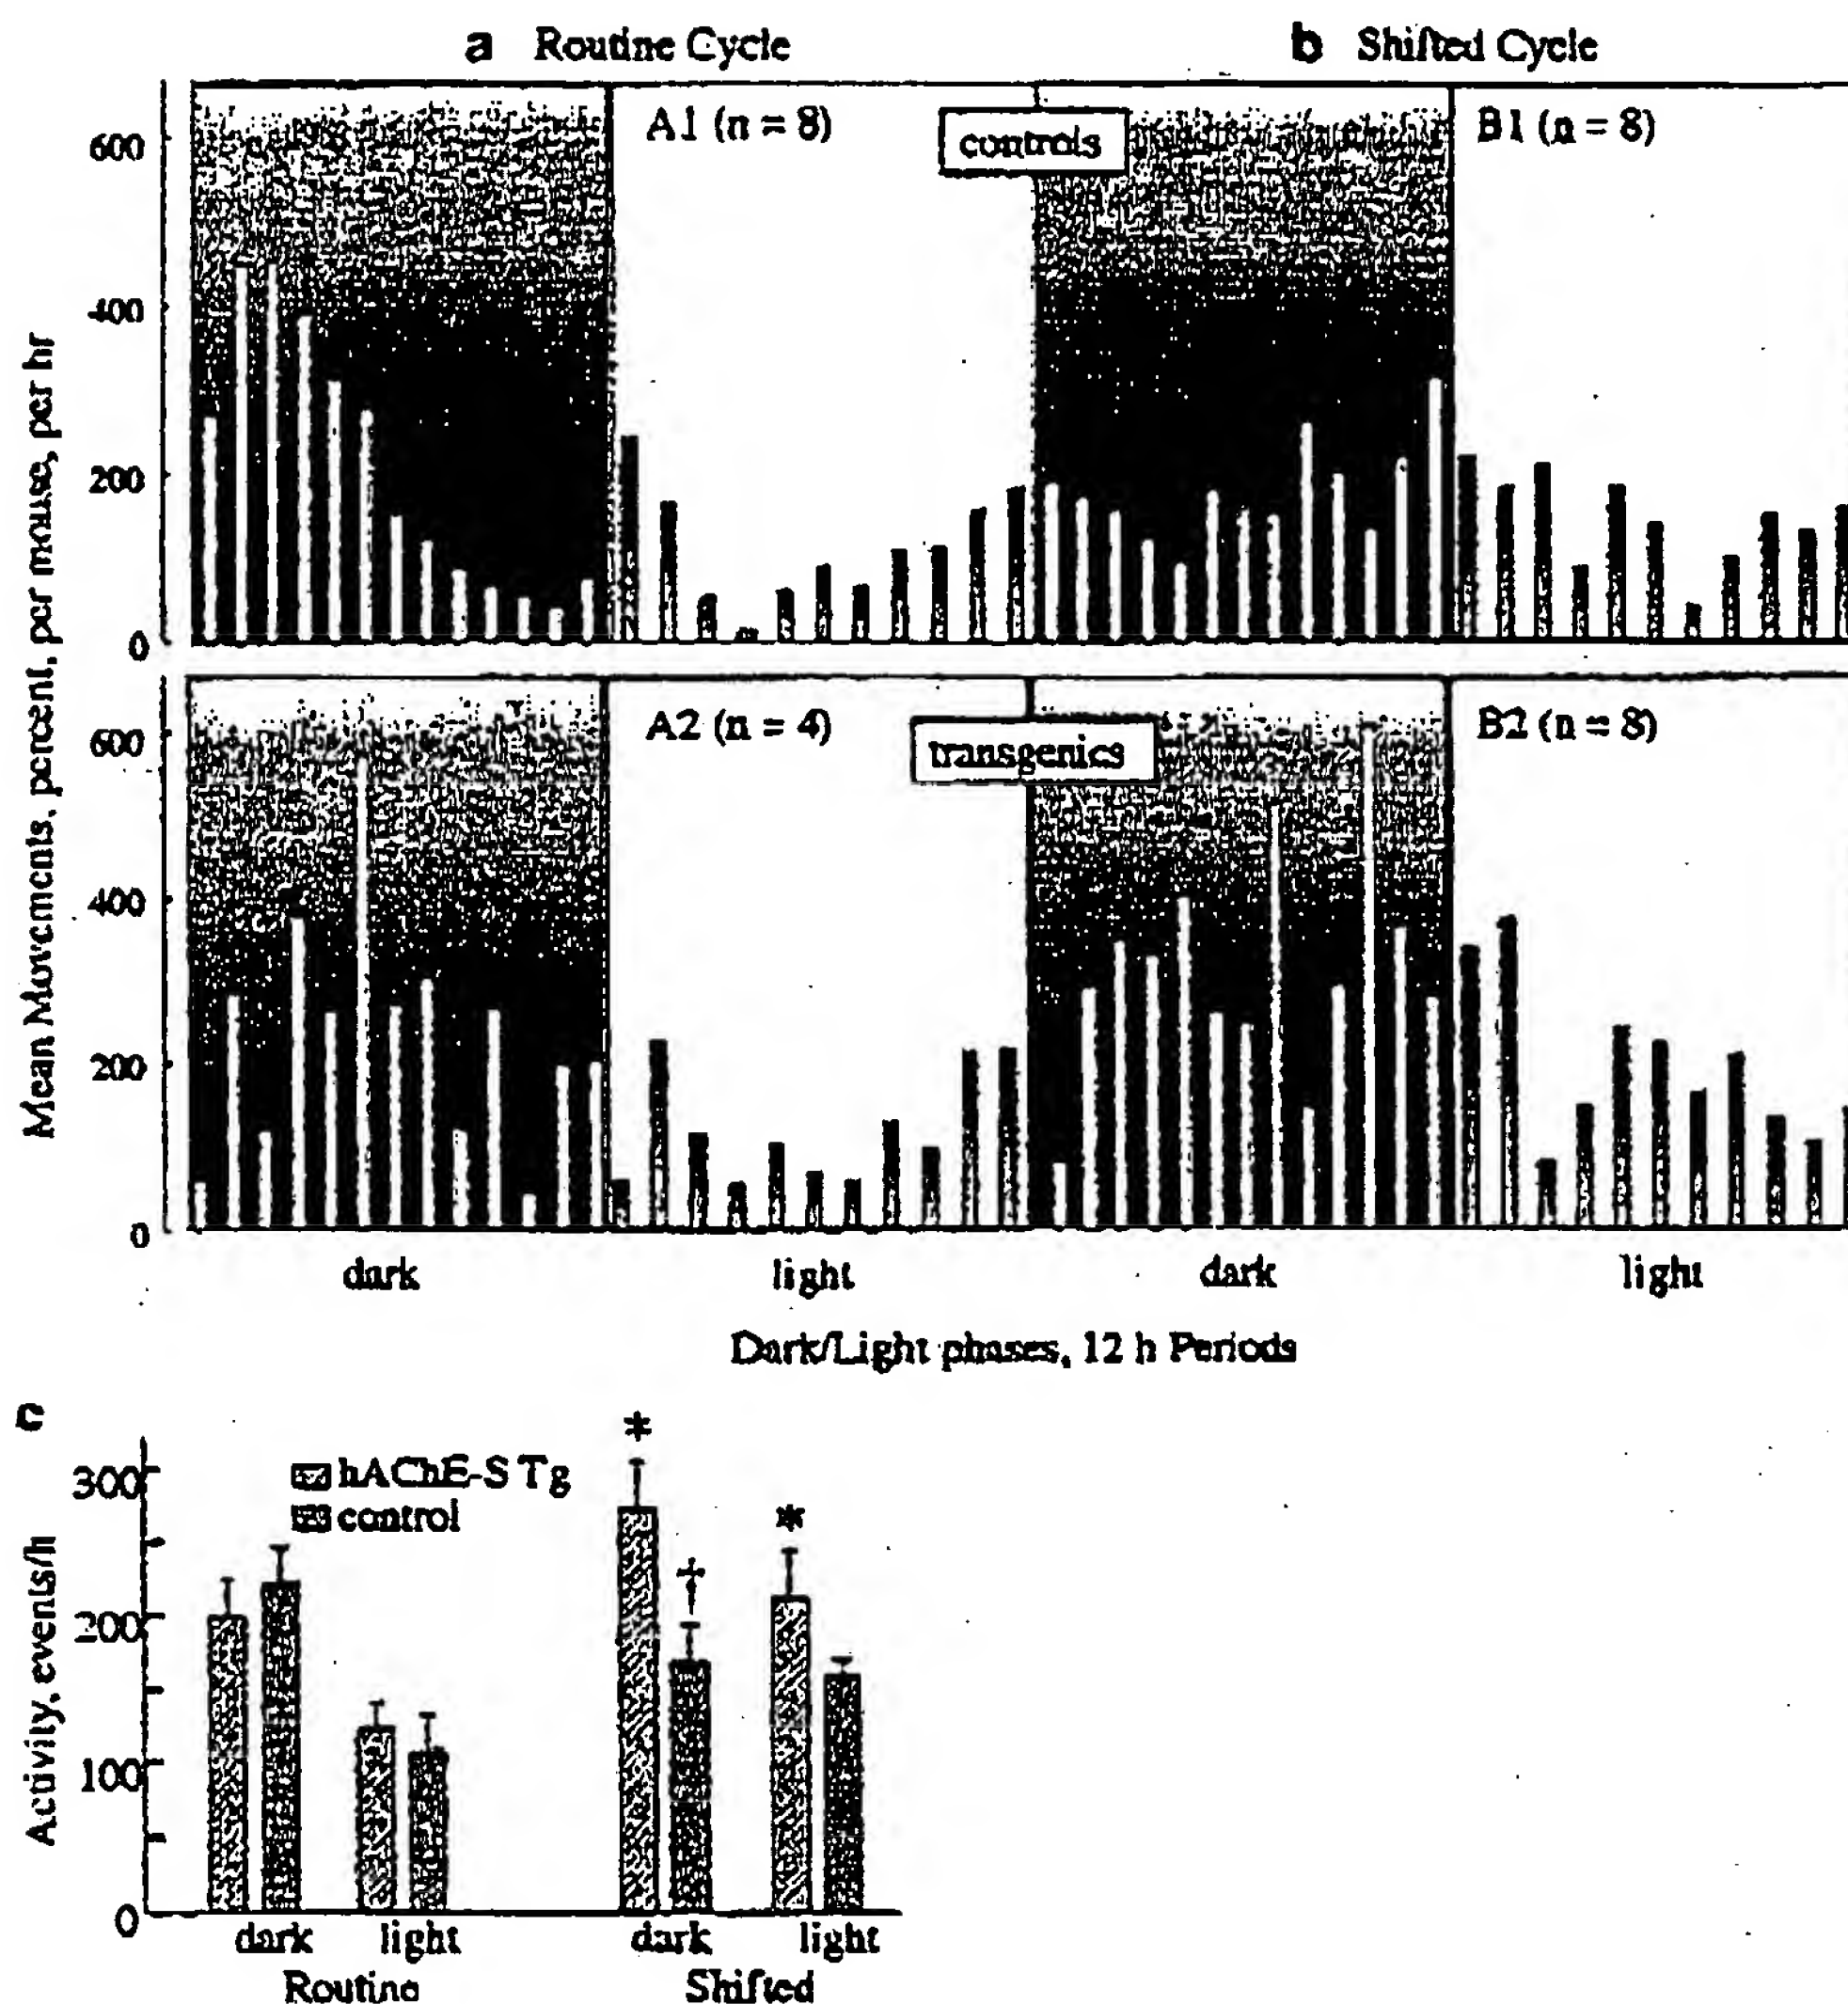 a Routine Cycle
b Shifted Cycle
Mean Movements, percent, per mouse, per hr
600
400
200
0
A1 (n = 8)
controls
B1 (n = 8)
600
400
200
0
A2 (n = 4)
transgenics
B2 (n = 8)
dark light dark light
Dark/Light phases, 12 h Periods
c
Activity, events/h
300
200
100
0
hAChE-S Tg
control
*
†
*
dark light dark light
Routine Shifted